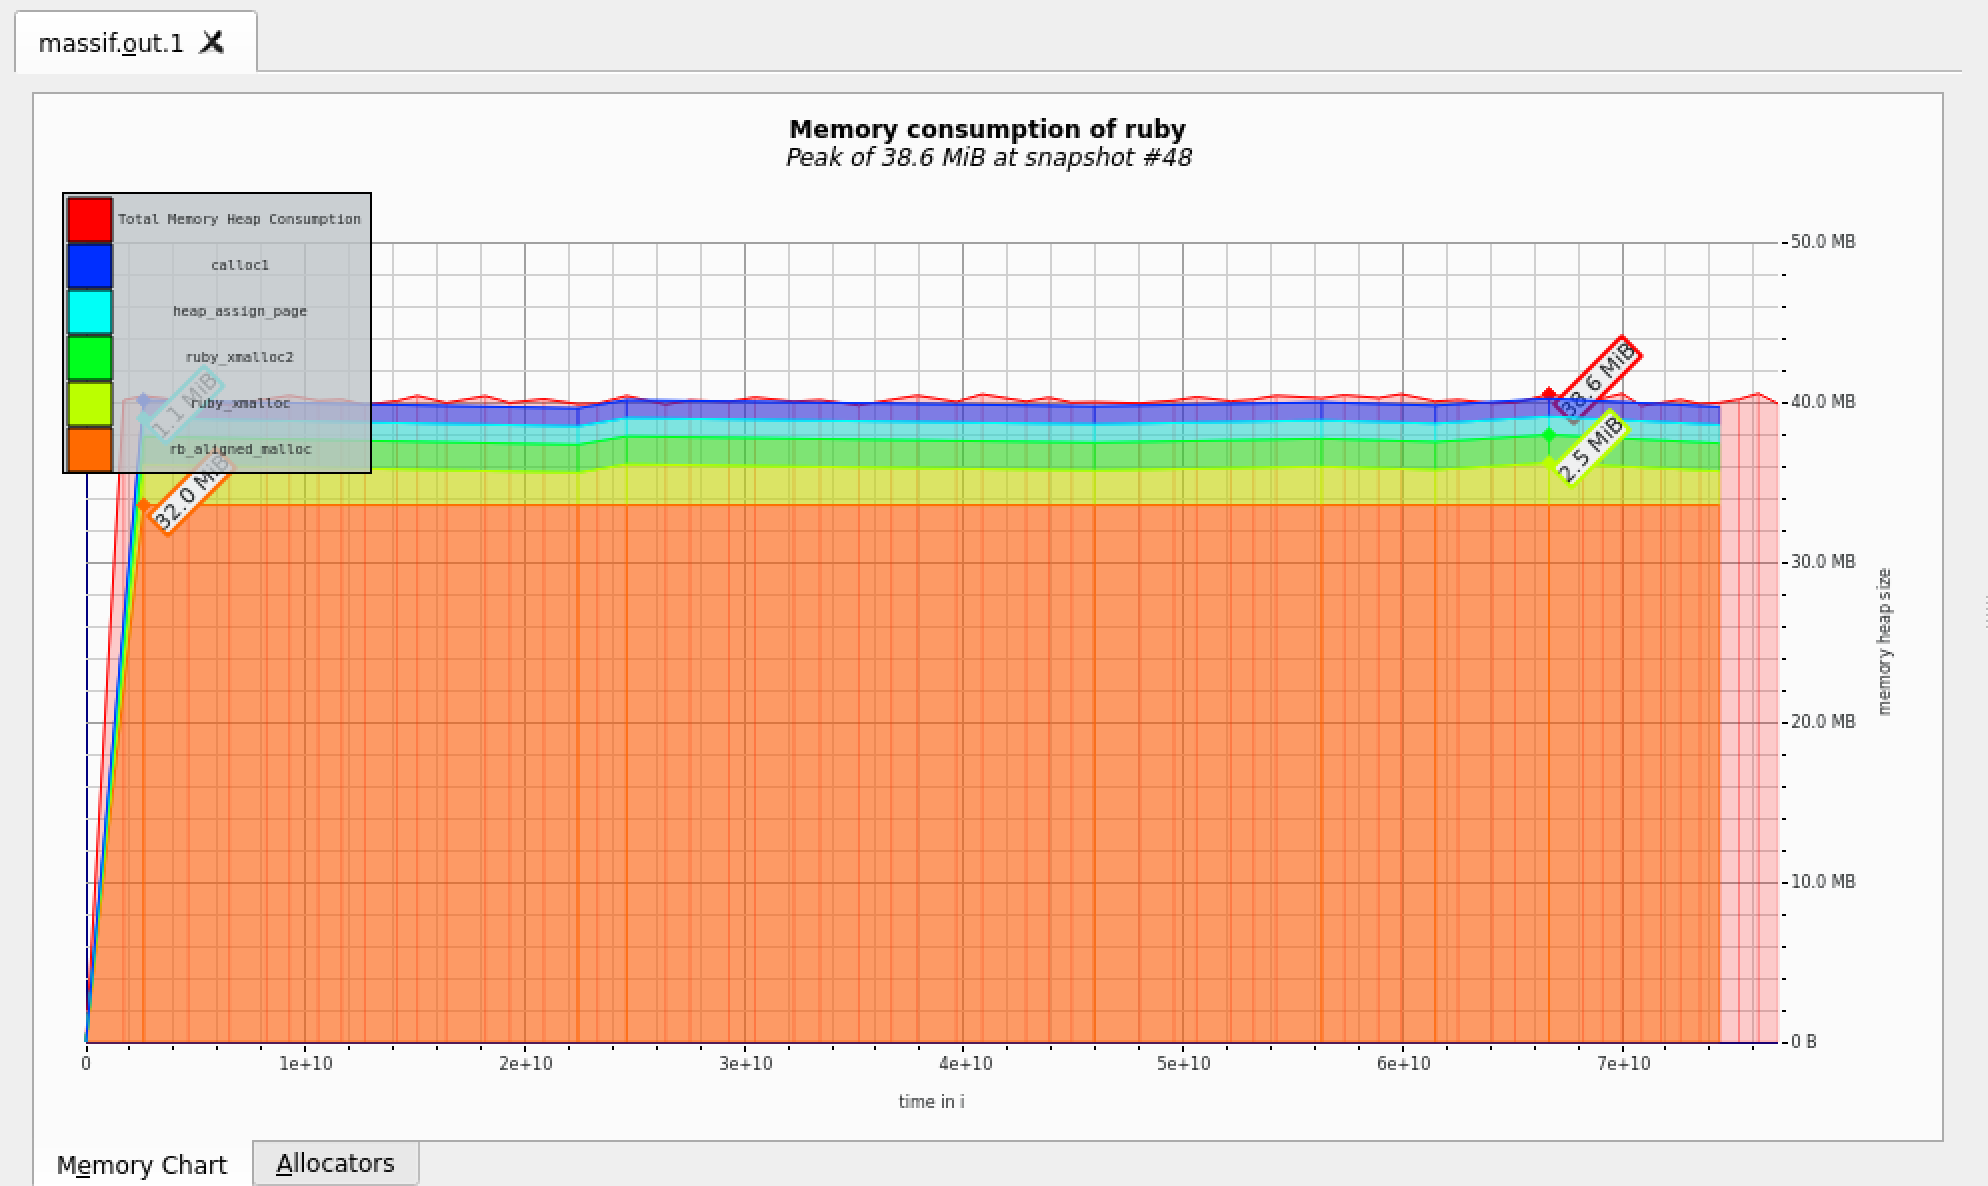 massif.out.1
Memory consumption of ruby
Peak of 38.6 MiB at snapshot #48
Total Memory Heap Consumption
calloc1
heap_assign_page
ruby_xmalloc2
ruby_xmalloc
rb_aligned_malloc
1.1 MiB
32.0 MiB
38.6 MiB
2.5 MiB
50.0 MB
40.0 MB
30.0 MB
20.0 MB
10.0 MB
0 B
memory heap size
0
1e+10
2e+10
3e+10
4e+10
5e+10
6e+10
7e+10
time in i
Memory Chart
Allocators